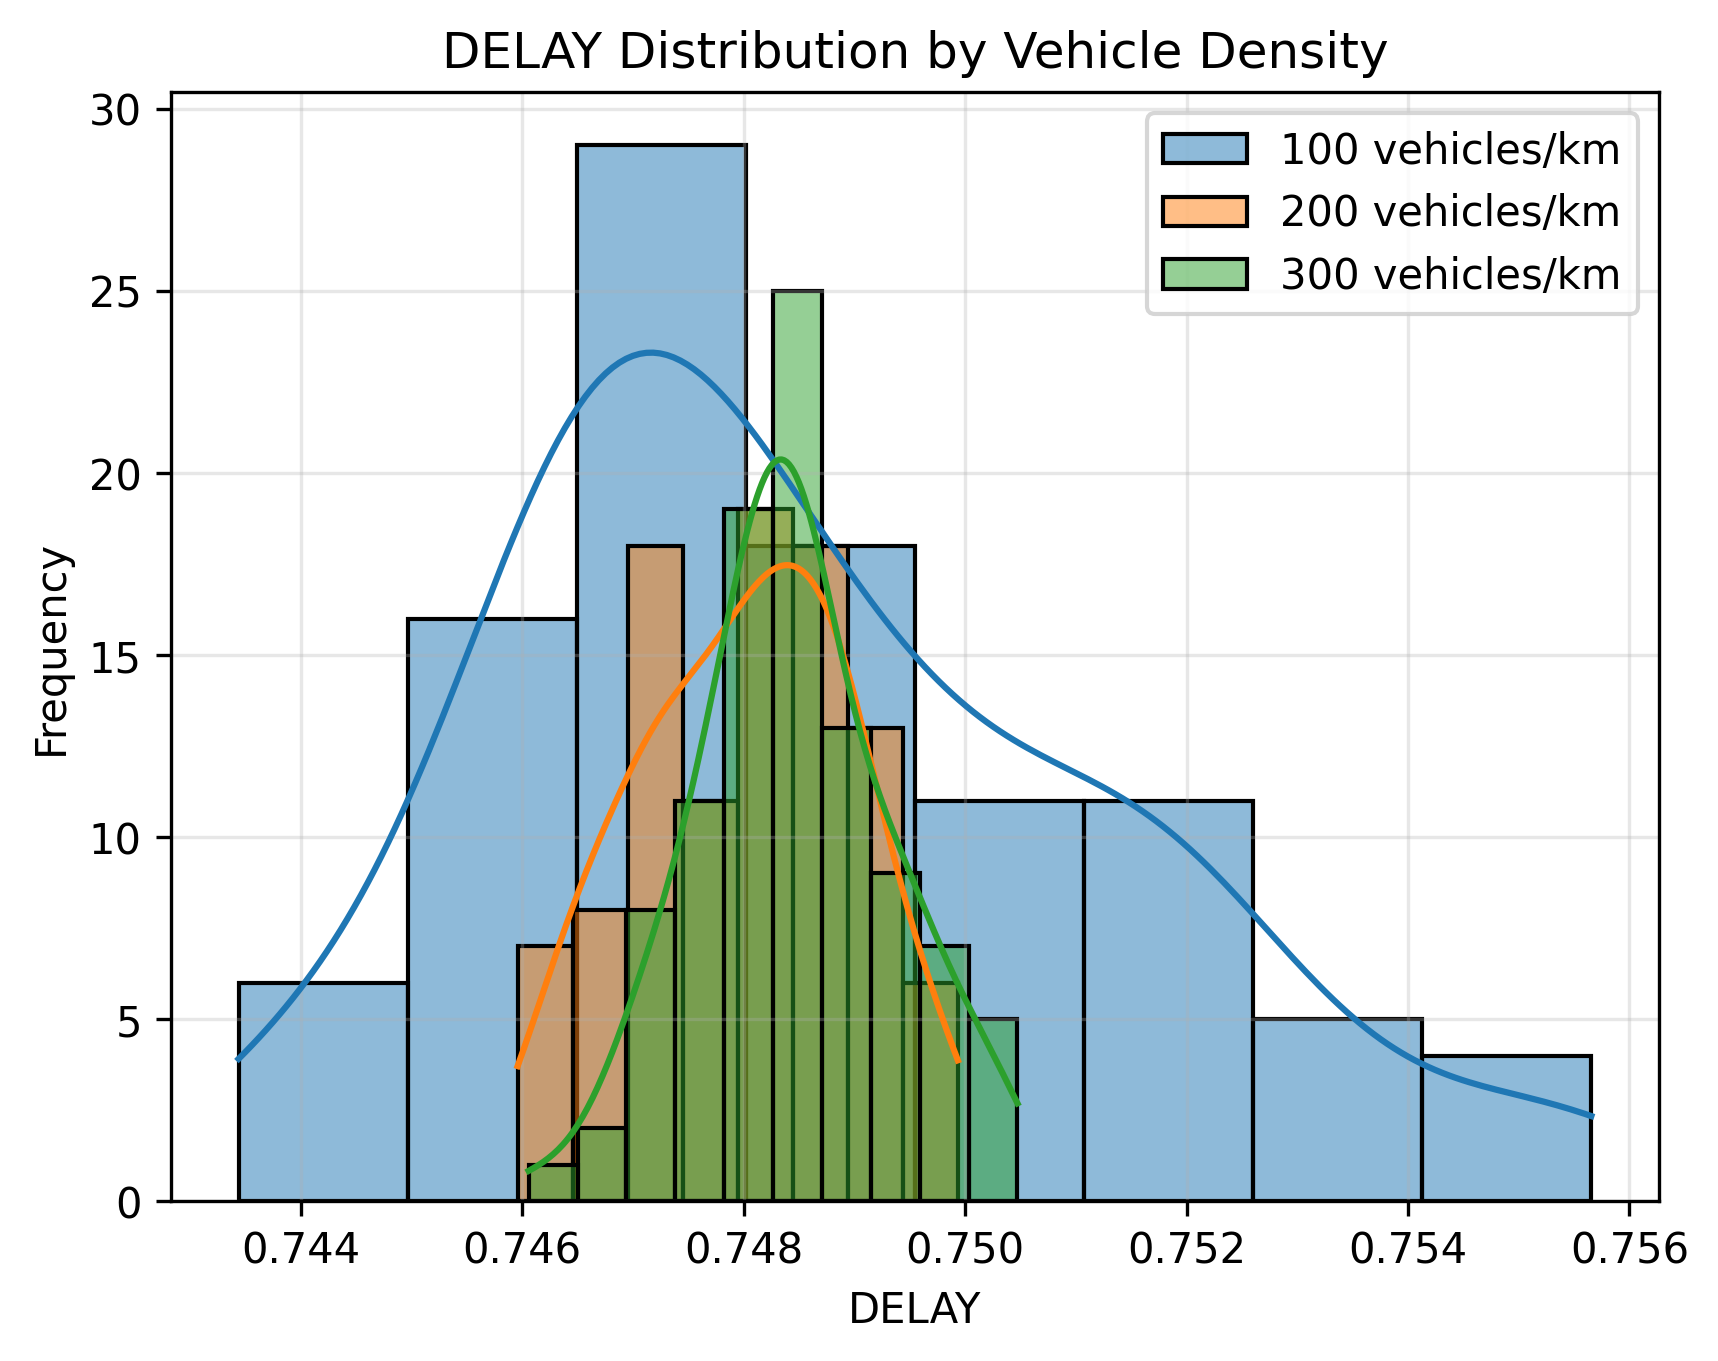 DELAY Distribution by Vehicle Density
30
25
20
15
10
5
0
Frequency
100 vehicles/km
200 vehicles/km
300 vehicles/km
0.744 0.746 0.748 0.750 0.752 0.754 0.756
DELAY